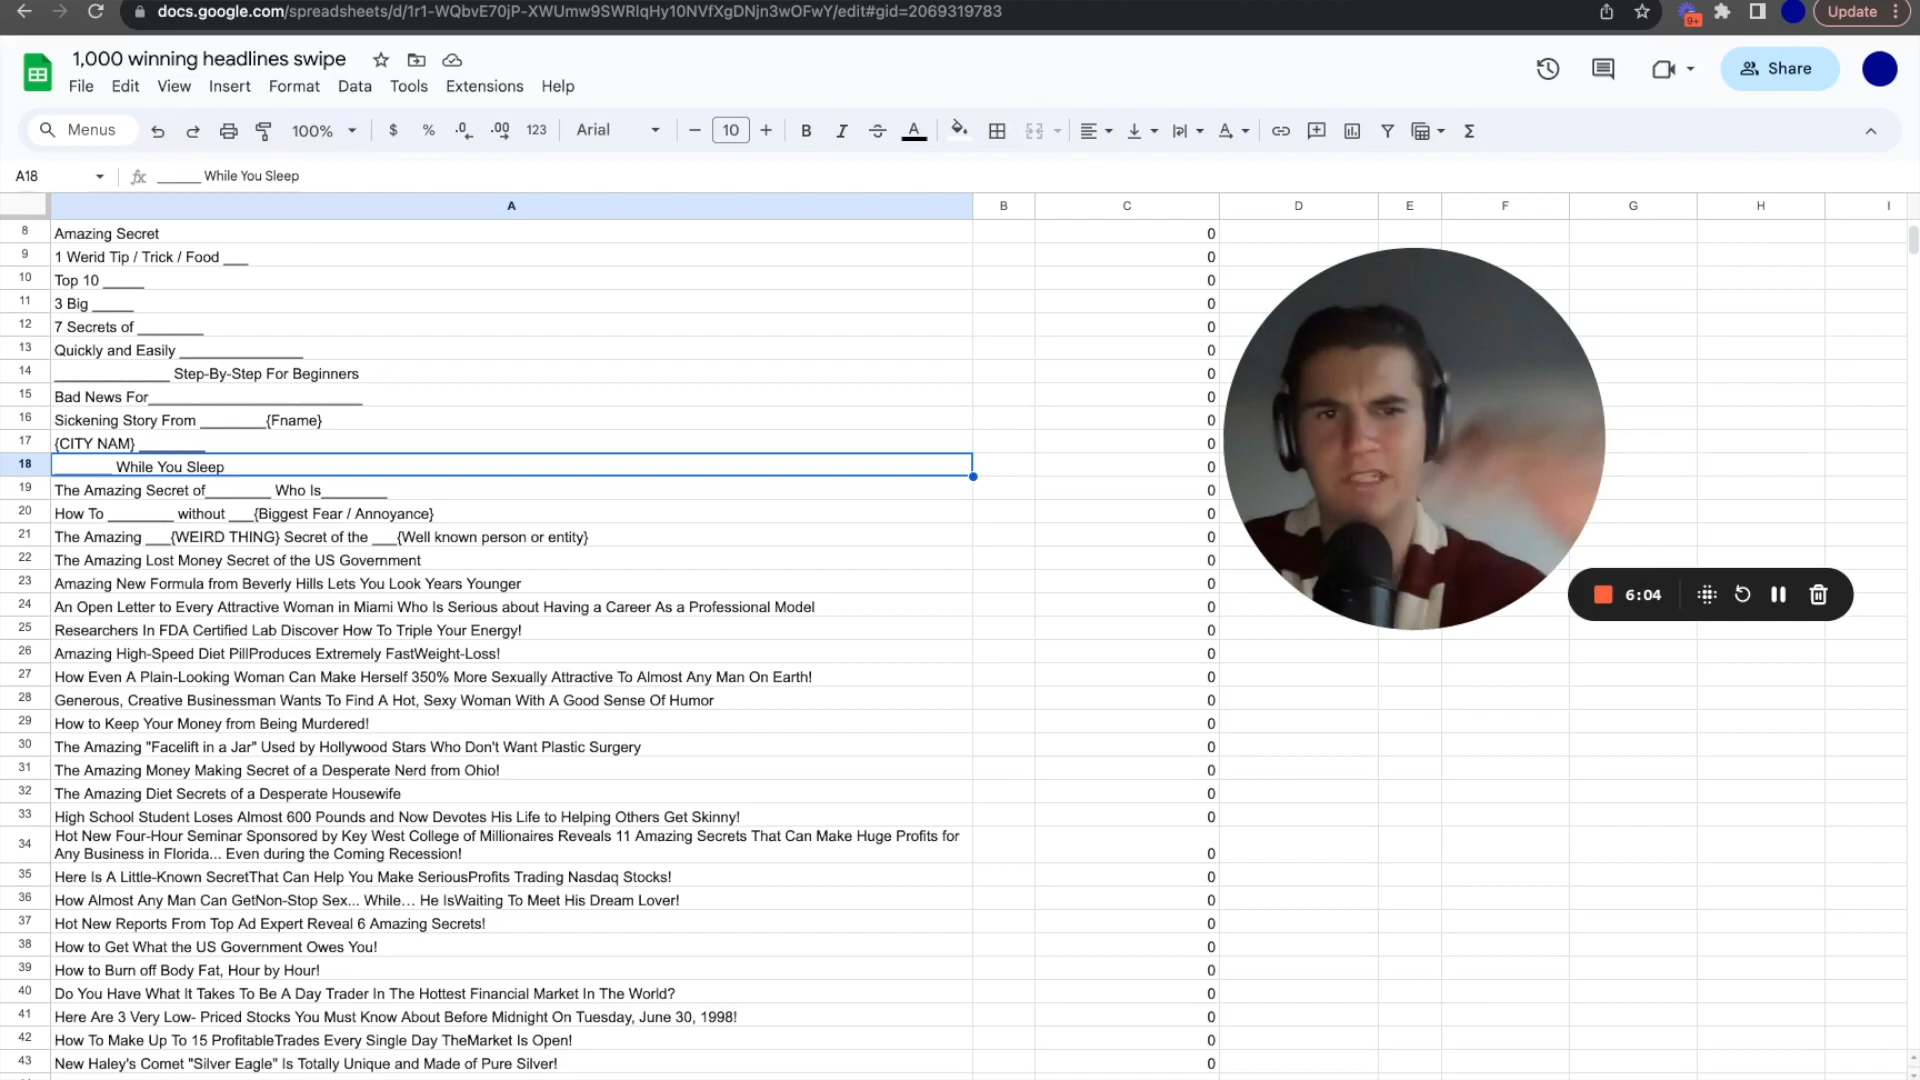 docs.google.com/spreadsheets/d/1r1-WQbvE70jP-XWUmw9SWRlqHy10NVfXgDNjn3wOFwY/edit#gid=2069319783
9+
Update
1,000 winning headlines swipe
File Edit View Insert Format Data Tools Extensions Help
Share
Menus 100% $ % .0 .00 123 Arial 10 B I A Σ
A18 fx ______ While You Sleep
A B C D E F G H I
8 Amazing Secret 0
9 1 Werid Tip / Trick / Food ___ 0
10 Top 10 _____ 0
11 3 Big _____ 0
12 7 Secrets of ________ 0
13 Quickly and Easily _______________ 0
14 ______________ Step-By-Step For Beginners 0
15 Bad News For__________________________ 0
16 Sickening Story From ________{Fname} 0
17 {CITY NAM} ________ 0
18 _______ While You Sleep 0
19 The Amazing Secret of________ Who Is________ 0
20 How To ________ without ___{Biggest Fear / Annoyance} 0
21 The Amazing ___{WEIRD THING} Secret of the ___{Well known person or entity} 0
22 The Amazing Lost Money Secret of the US Government 0
23 Amazing New Formula from Beverly Hills Lets You Look Years Younger 0
24 An Open Letter to Every Attractive Woman in Miami Who Is Serious about Having a Career As a Professional Model 0
25 Researchers In FDA Certified Lab Discover How To Triple Your Energy! 0
26 Amazing High-Speed Diet PillProduces Extremely FastWeight-Loss! 0
27 How Even A Plain-Looking Woman Can Make Herself 350% More Sexually Attractive To Almost Any Man On Earth! 0
28 Generous, Creative Businessman Wants To Find A Hot, Sexy Woman With A Good Sense Of Humor 0
29 How to Keep Your Money from Being Murdered! 0
30 The Amazing "Facelift in a Jar" Used by Hollywood Stars Who Don't Want Plastic Surgery 0
31 The Amazing Money Making Secret of a Desperate Nerd from Ohio! 0
32 The Amazing Diet Secrets of a Desperate Housewife 0
33 High School Student Loses Almost 600 Pounds and Now Devotes His Life to Helping Others Get Skinny! 0
34 Hot New Four-Hour Seminar Sponsored by Key West College of Millionaires Reveals 11 Amazing Secrets That Can Make Huge Profits for
Any Business in Florida... Even during the Coming Recession! 0
35 Here Is A Little-Known SecretThat Can Help You Make SeriousProfits Trading Nasdaq Stocks! 0
36 How Almost Any Man Can GetNon-Stop Sex... While… He IsWaiting To Meet His Dream Lover! 0
37 Hot New Reports From Top Ad Expert Reveal 6 Amazing Secrets! 0
38 How to Get What the US Government Owes You! 0
39 How to Burn off Body Fat, Hour by Hour! 0
40 Do You Have What It Takes To Be A Day Trader In The Hottest Financial Market In The World? 0
41 Here Are 3 Very Low- Priced Stocks You Must Know About Before Midnight On Tuesday, June 30, 1998! 0
42 How To Make Up To 15 ProfitableTrades Every Single Day TheMarket Is Open! 0
43 New Haley's Comet "Silver Eagle" Is Totally Unique and Made of Pure Silver! 0
6:04